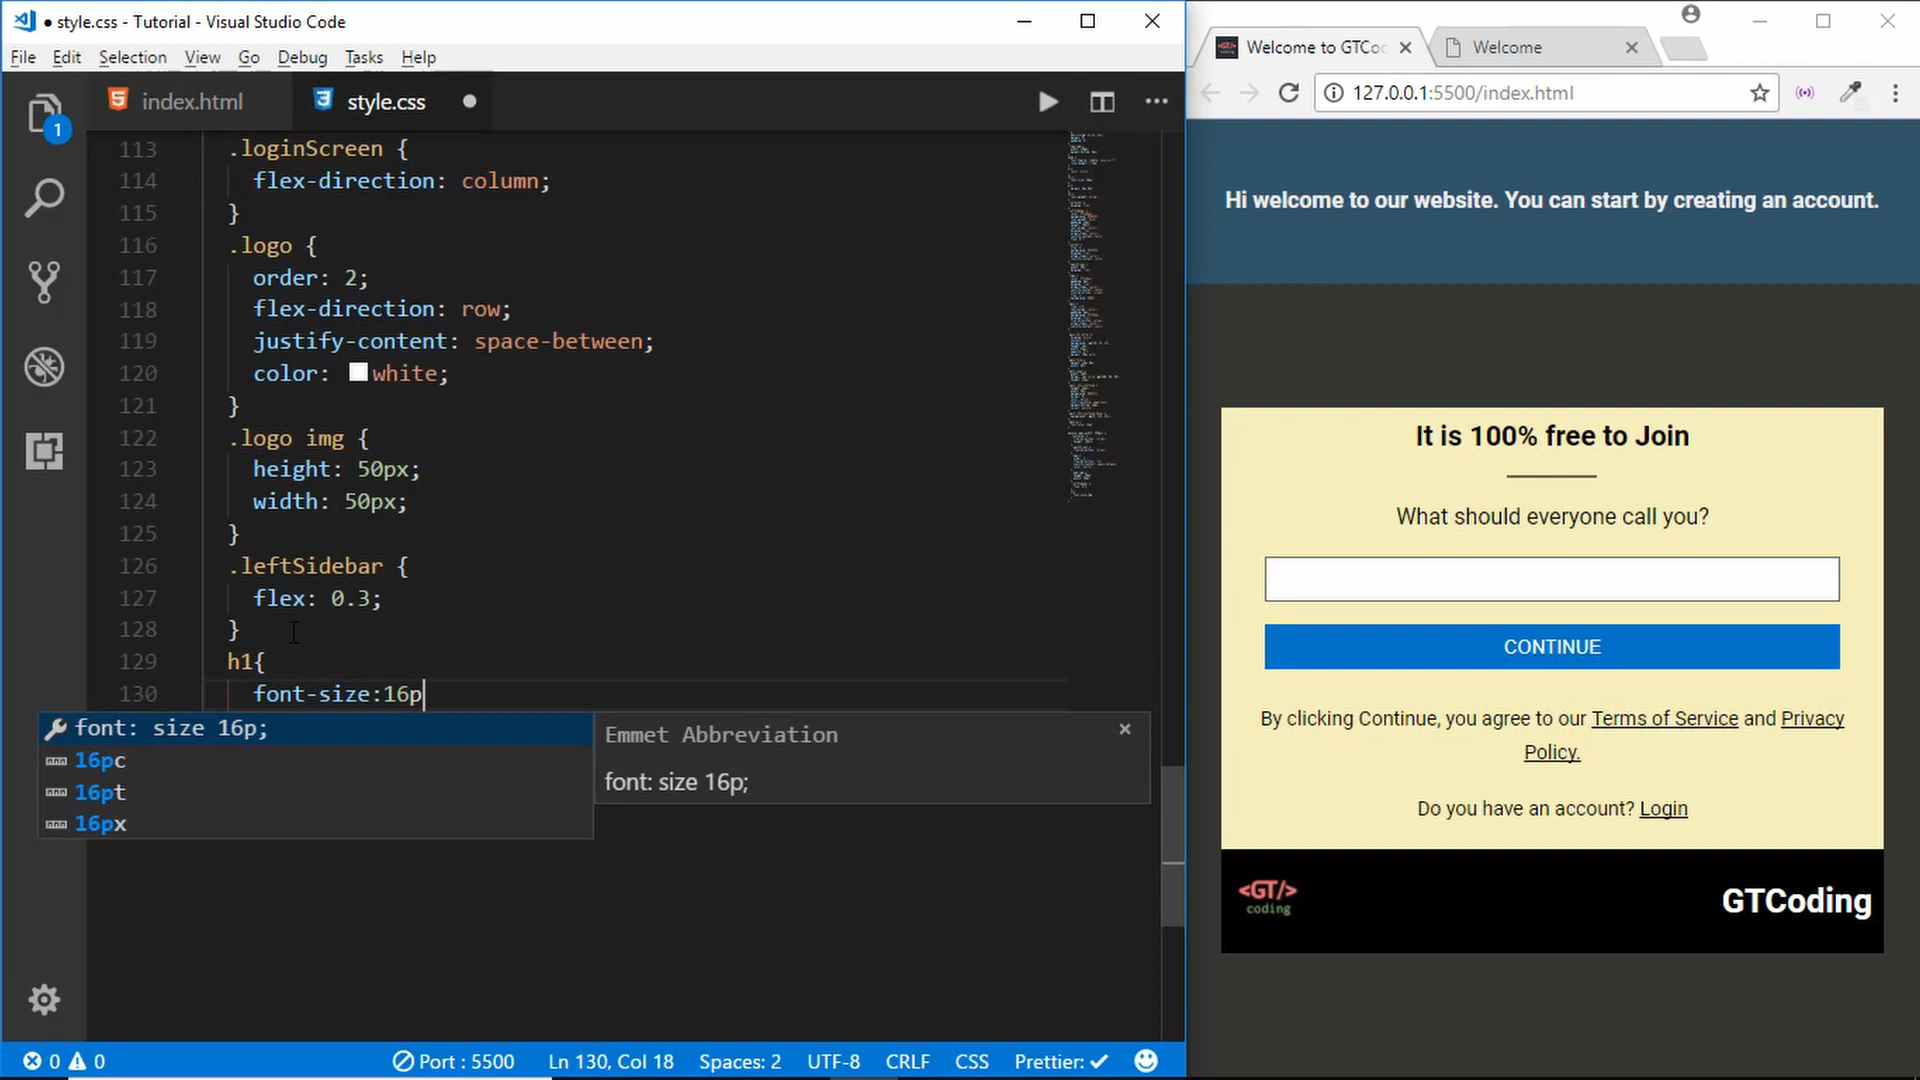 style.css - Tutorial - Visual Studio Code
File Edit Selection View Go Debug Tasks Help
1
index.html
style.css
113 .loginScreen {
114 flex-direction: column;
115 }
116 .logo {
117 order: 2;
118 flex-direction: row;
119 justify-content: space-between;
120 color: white;
121 }
122 .logo img {
123 height: 50px;
124 width: 50px;
125 }
126 .leftSidebar {
127 flex: 0.3;
128 }
129 h1{
130 font-size:16p
font: size 16p;
16pc
16pt
16px
Emmet Abbreviation
font: size 16p;
0 0 Port : 5500 Ln 130, Col 18 Spaces: 2 UTF-8 CRLF CSS Prettier: ✓
Welcome to GTCo
Welcome
127.0.0.1:5500/index.html
Hi welcome to our website. You can start by creating an account.
It is 100% free to Join
What should everyone call you?
CONTINUE
By clicking Continue, you agree to our Terms of Service and Privacy
Policy.
Do you have an account? Login
<GT/>
coding
GTCoding